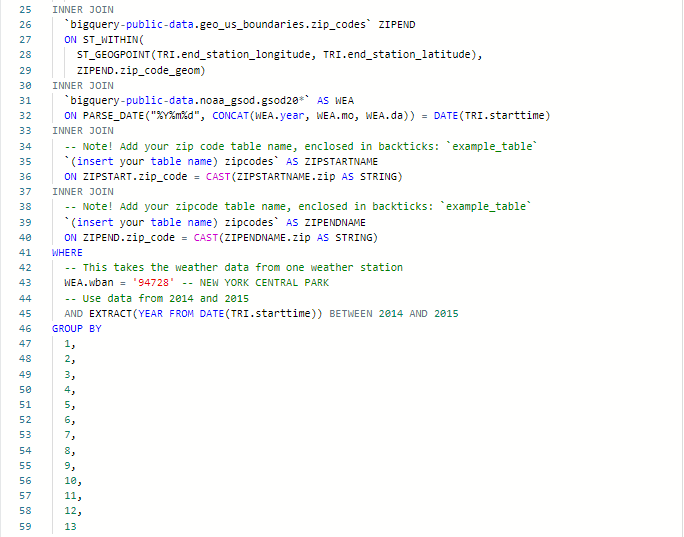 25 INNER JOIN
26 `bigquery-public-data.geo_us_boundaries.zip_codes` ZIPEND
27 ON ST_WITHIN(
28 ST_GEOGPOINT(TRI.end_station_longitude, TRI.end_station_latitude),
29 ZIPEND.zip_code_geom)
30 INNER JOIN
31 `bigquery-public-data.noaa_gsod.gsod20*` AS WEA
32 ON PARSE_DATE("%Y%m%d", CONCAT(WEA.year, WEA.mo, WEA.da)) = DATE(TRI.starttime)
33 INNER JOIN
34 -- Note! Add your zip code table name, enclosed in backticks: `example_table`
35 `(insert your table name) zipcodes` AS ZIPSTARTNAME
36 ON ZIPSTART.zip_code = CAST(ZIPSTARTNAME.zip AS STRING)
37 INNER JOIN
38 -- Note! Add your zipcode table name, enclosed in backticks: `example_table`
39 `(insert your table name) zipcodes` AS ZIPENDNAME
40 ON ZIPEND.zip_code = CAST(ZIPENDNAME.zip AS STRING)
41 WHERE
42 -- This takes the weather data from one weather station
43 WEA.wban = '94728' -- NEW YORK CENTRAL PARK
44 -- Use data from 2014 and 2015
45 AND EXTRACT(YEAR FROM DATE(TRI.starttime)) BETWEEN 2014 AND 2015
46 GROUP BY
47 1,
48 2,
49 3,
50 4,
51 5,
52 6,
53 7,
54 8,
55 9,
56 10,
57 11,
58 12,
59 13